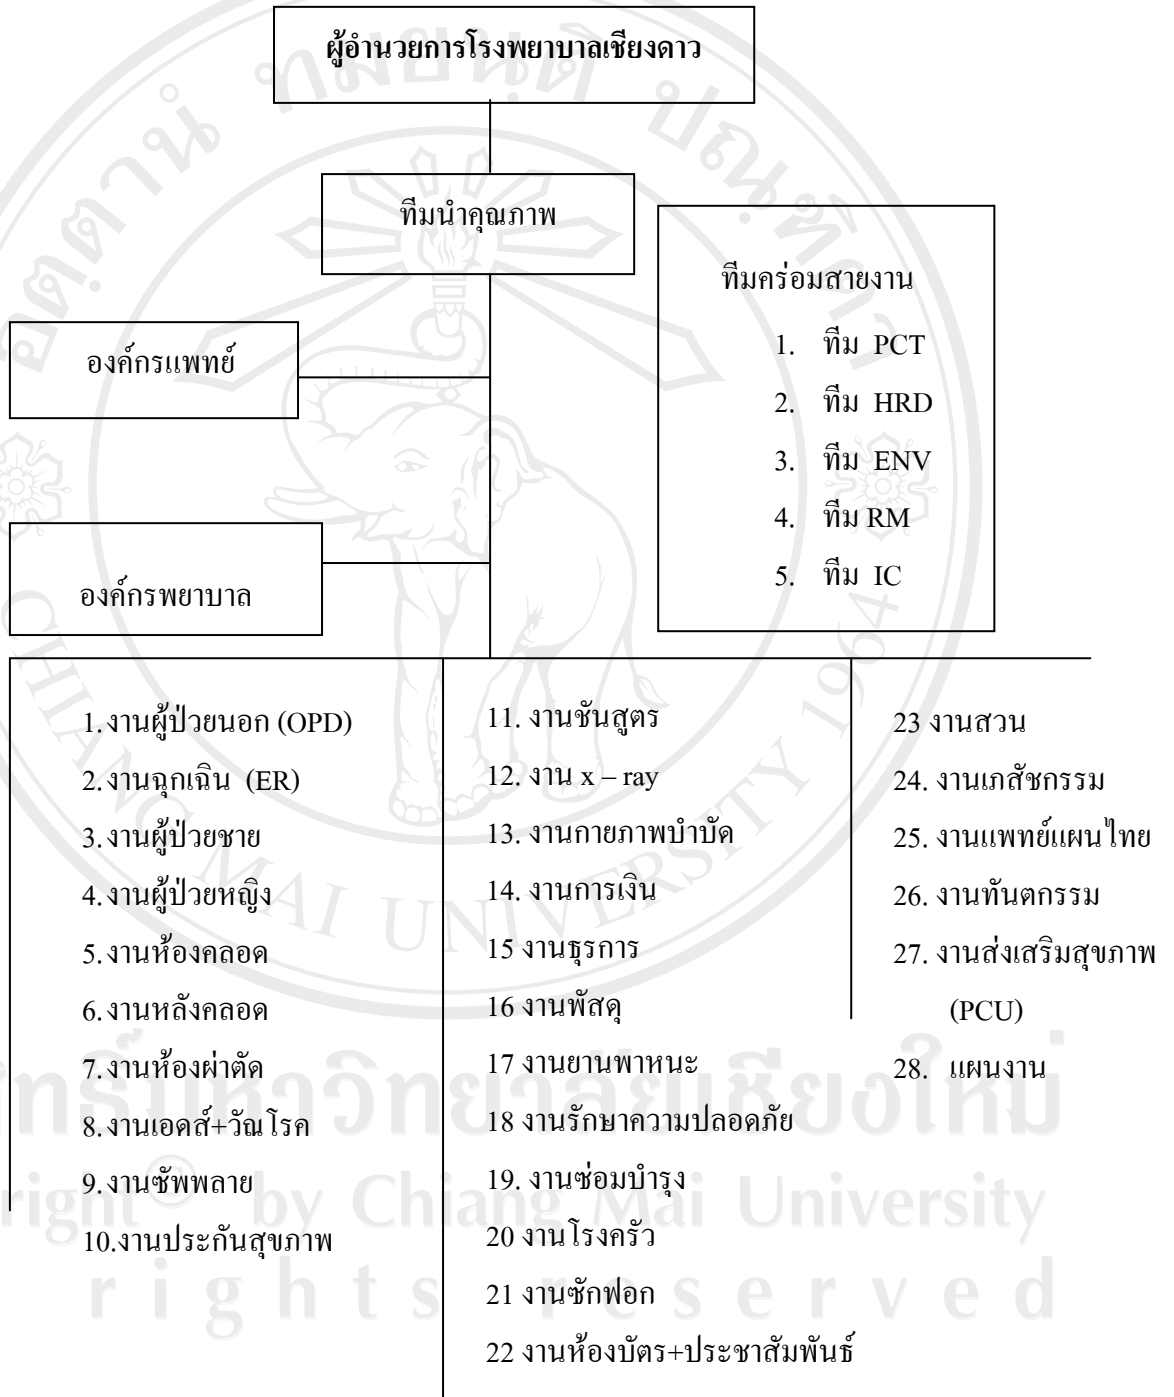 ผู้อำนวยการโรงพยาบาลเชียงดาว
ทีมนำคุณภาพ
ทีมคร่อมสายงาน
1. ทีม PCT
2. ทีม HRD
3. ทีม ENV
4. ทีม RM
5. ทีม IC
องค์กรแพทย์
องค์กรพยาบาล
1. งานผู้ป่วยนอก (OPD)
2. งานฉุกเฉิน (ER)
3. งานผู้ป่วยชาย
4. งานผู้ป่วยหญิง
5. งานห้องคลอด
6. งานหลังคลอด
7. งานห้องผ่าตัด
8. งานเอดส์+วัณโรค
9. งานซัพพลาย
10.งานประกันสุขภาพ
11. งานชันสูตร
12. งาน x – ray
13. งานกายภาพบำบัด
14. งานการเงิน
15 งานธุรการ
16 งานพัสดุ
17 งานยานพาหนะ
18 งานรักษาความปลอดภัย
19. งานซ่อมบำรุง
20 งานโรงครัว
21 งานซักฟอก
22 งานห้องบัตร+ประชาสัมพันธ์
23 งานสวน
24. งานเภสัชกรรม
25. งานแพทย์แผนไทย
26. งานทันตกรรม
27. งานส่งเสริมสุขภาพ
(PCU)
28. แผนงาน
CHIANG MAI UNIVERSITY 1964
by Chiang Mai University
rights reserved